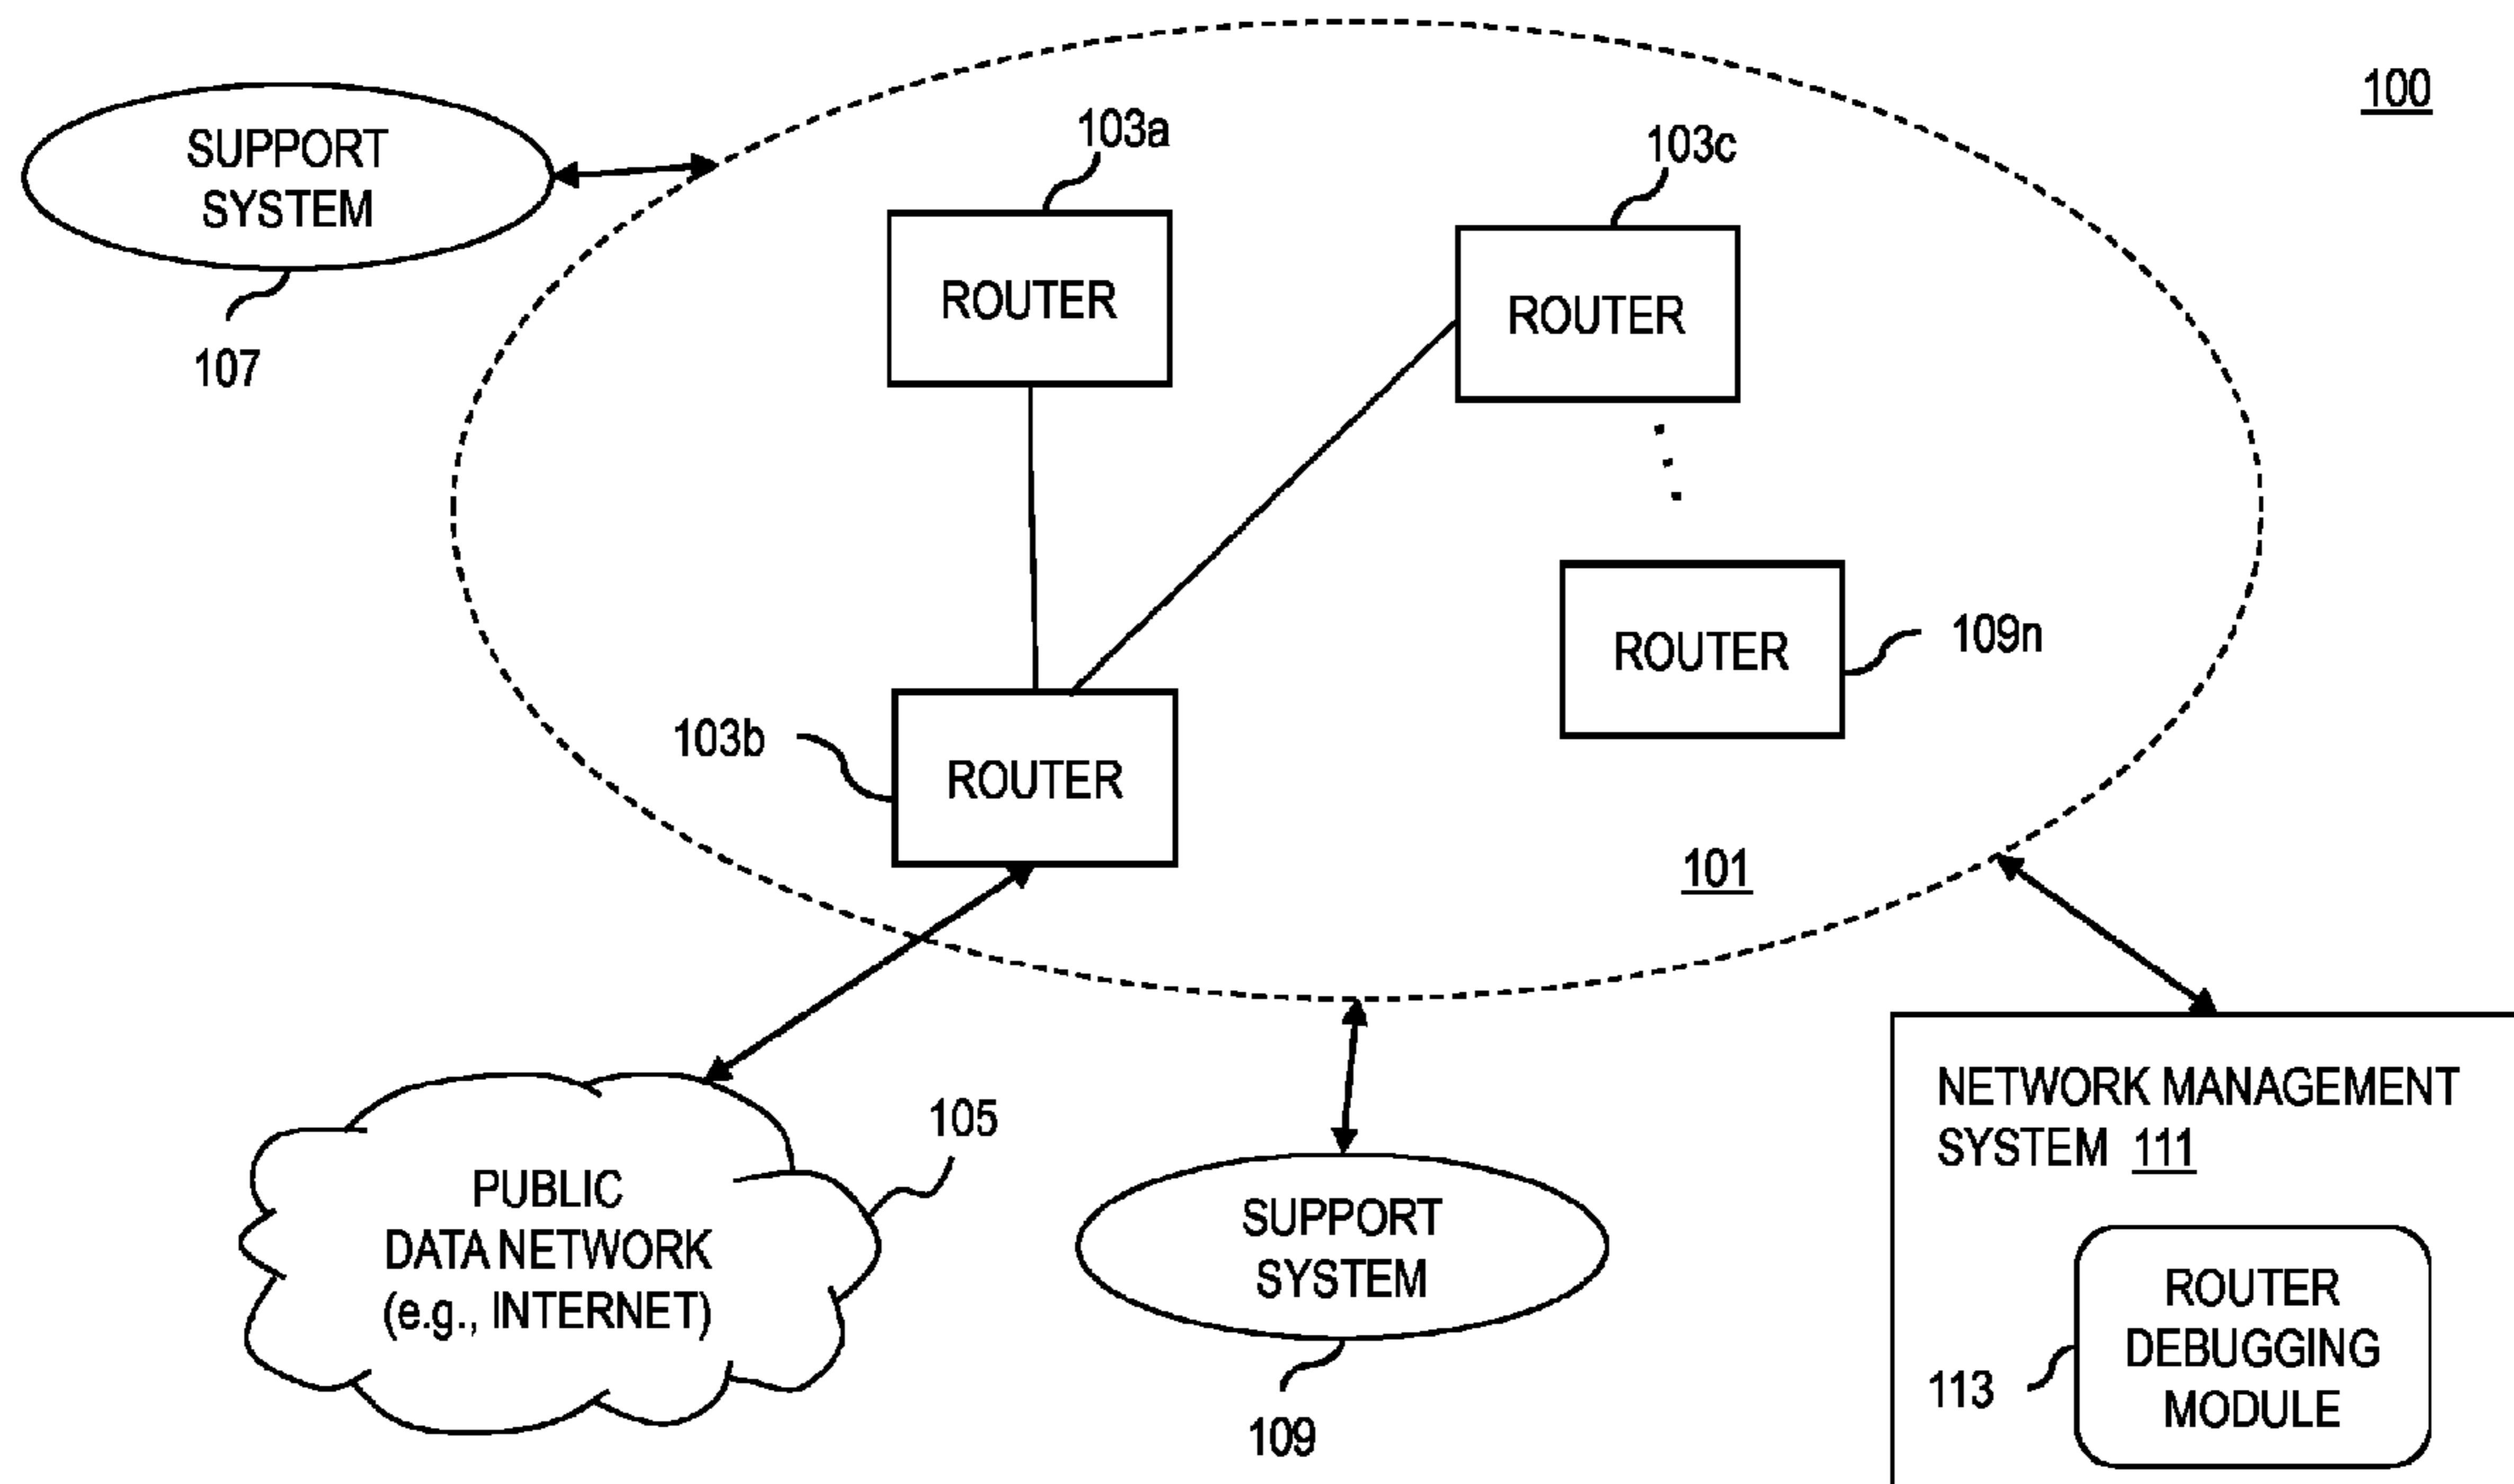 100
SUPPORT
SYSTEM
107
103a
ROUTER
103c
ROUTER
ROUTER
109n
103b
ROUTER
101
PUBLIC
DATA NETWORK
(e.g., INTERNET)
105
SUPPORT
SYSTEM
109
NETWORK MANAGEMENT
SYSTEM 111
ROUTER
DEBUGGING
MODULE
113